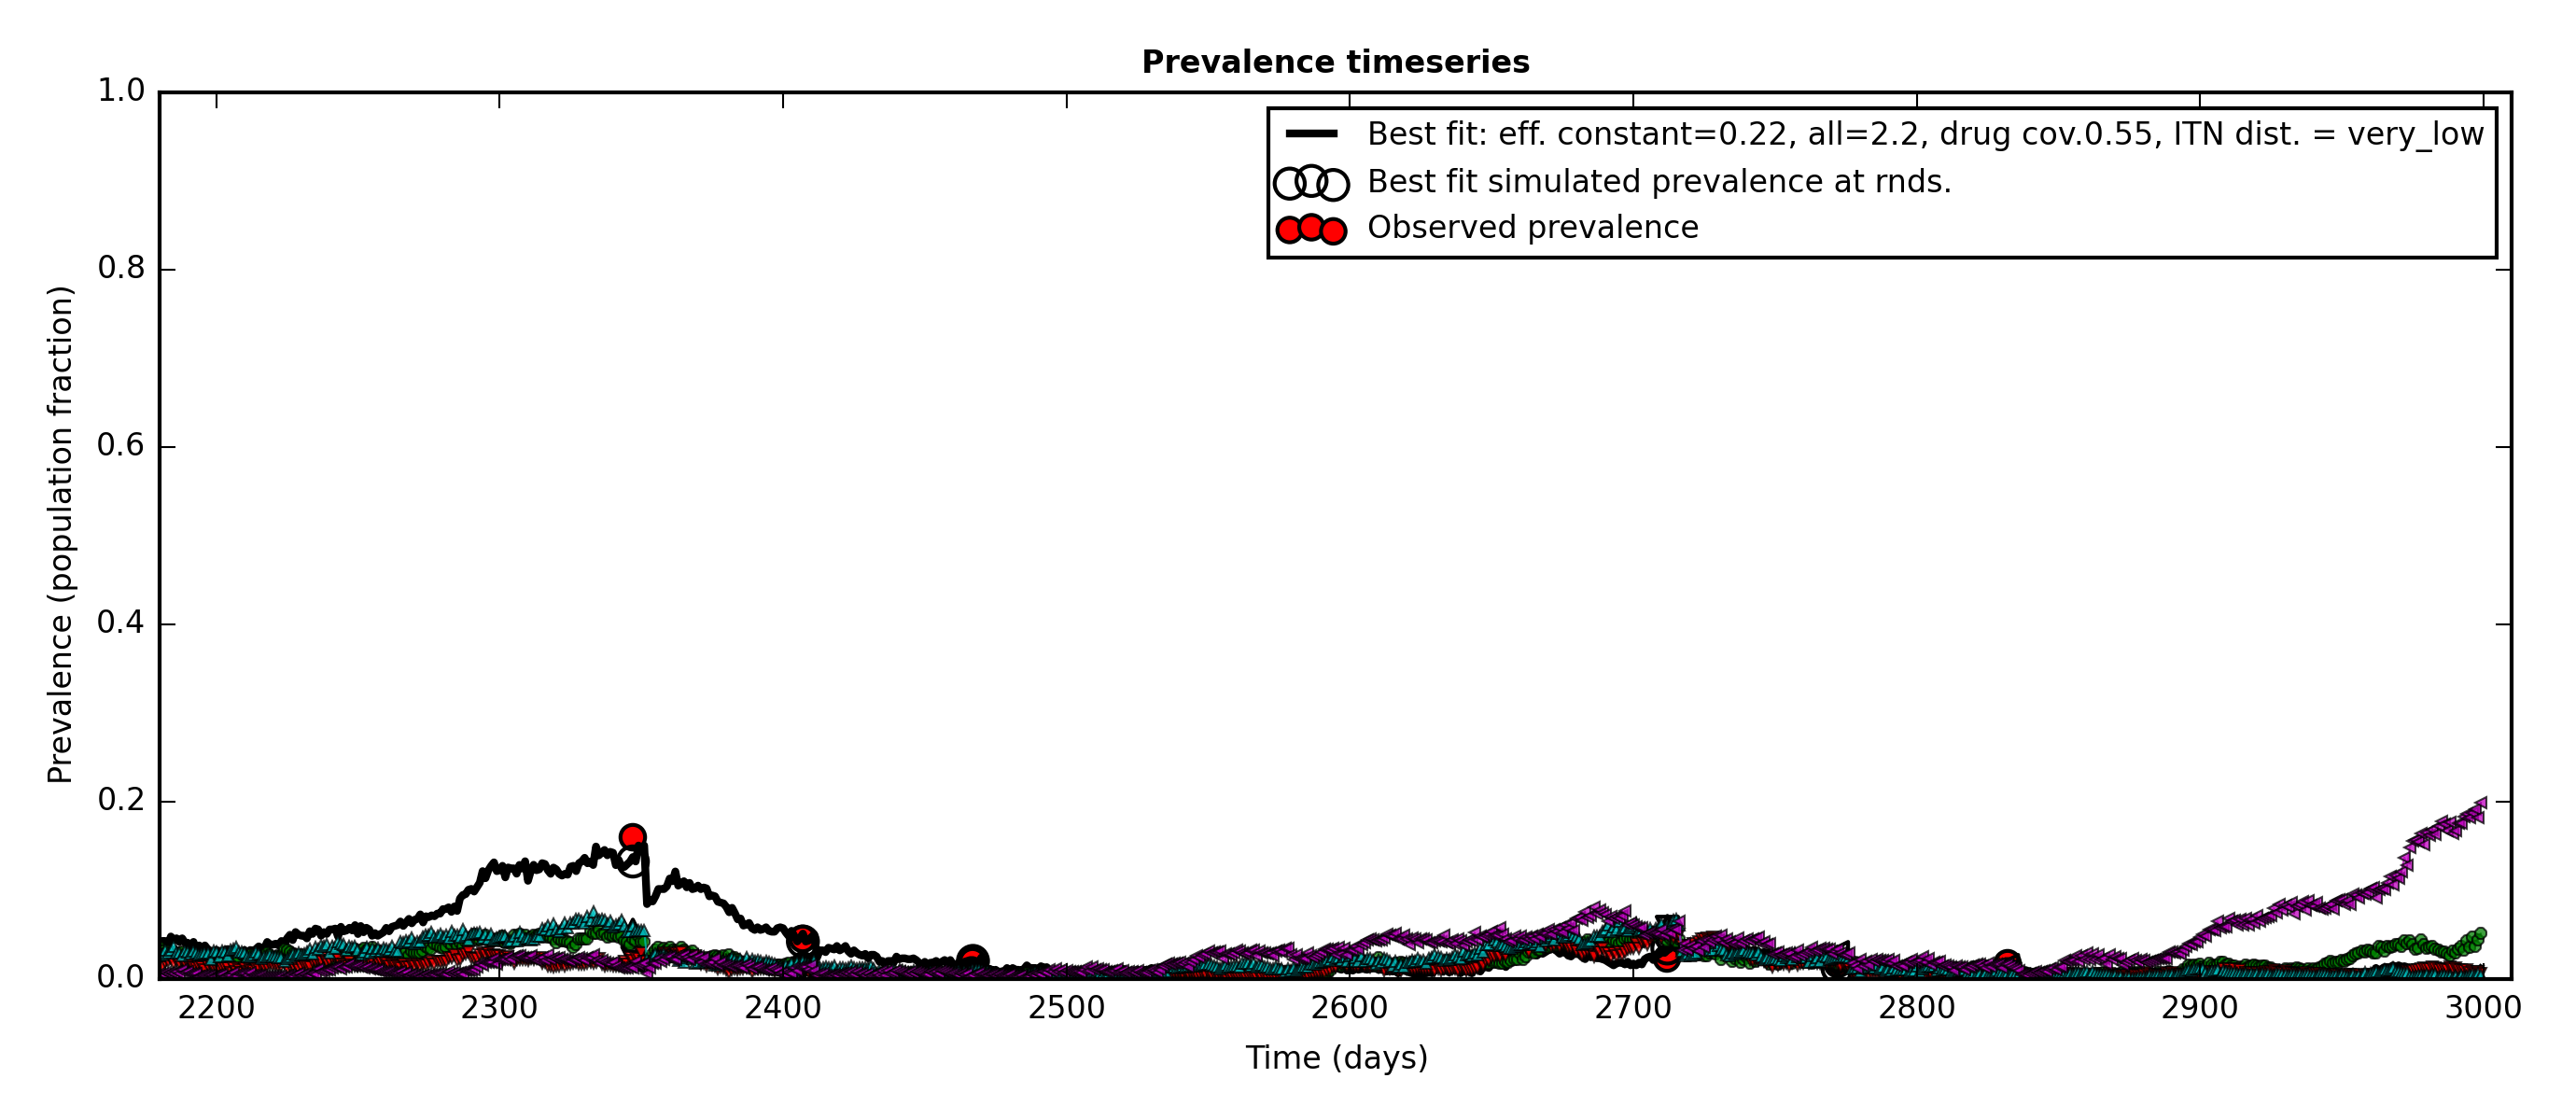 Prevalence timeseries
1.0
0.8
0.6
0.4
0.2
0.0
Prevalence (population fraction)
Best fit: eff. constant=0.22, all=2.2, drug cov.0.55, ITN dist. = very_low
Best fit simulated prevalence at rnds.
Observed prevalence
2200 2300 2400 2500 2600 2700 2800 2900 3000
Time (days)